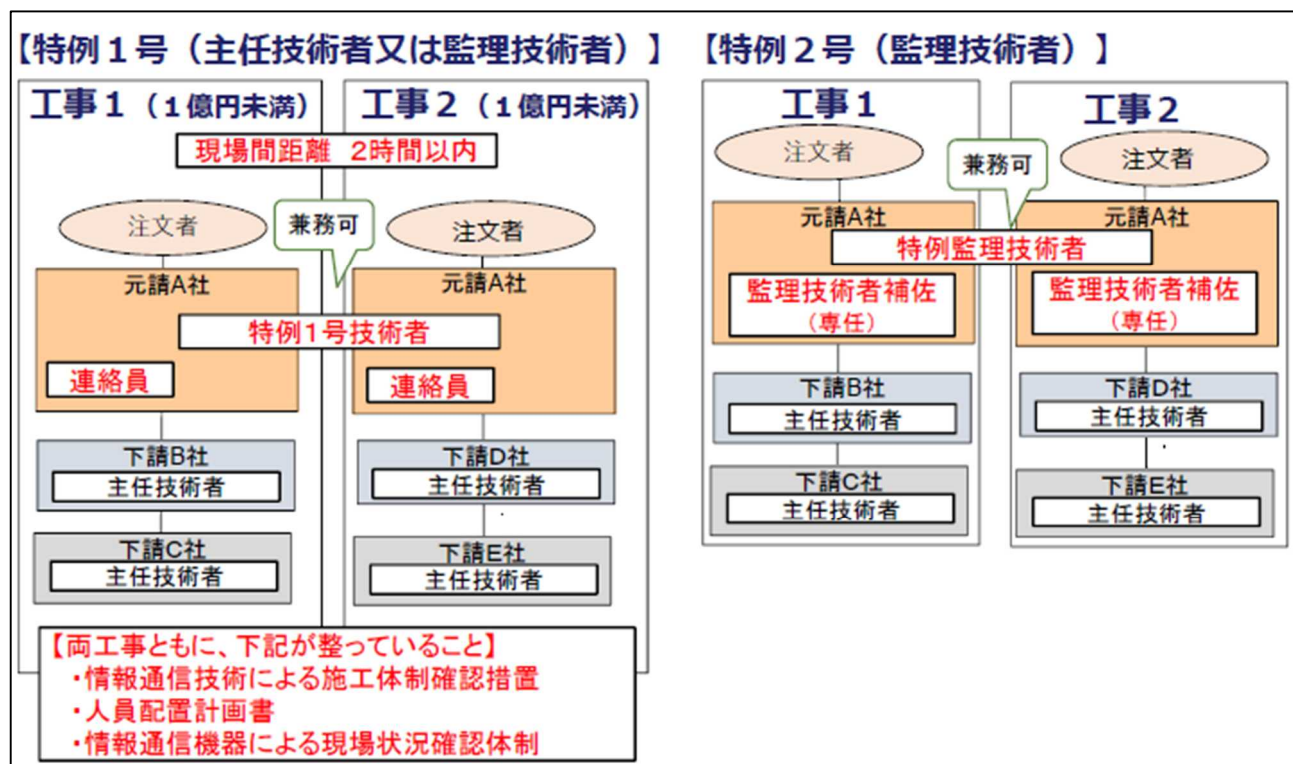 【特例１号（主任技術者又は監理技術者）】
工事１（１億円未満）
工事２（１億円未満）
現場間距離　2時間以内
注文者
兼務可
注文者
元請A社
元請A社
特例1号技術者
連絡員
連絡員
下請B社
主任技術者
下請D社
主任技術者
下請C社
主任技術者
下請E社
主任技術者
【両工事ともに、下記が整っていること】
・情報通信技術による施工体制確認措置
・人員配置計画書
・情報通信機器による現場状況確認体制
【特例２号（監理技術者）】
工事１
工事２
注文者
兼務可
注文者
元請A社
元請A社
特例監理技術者
監理技術者補佐
（専任）
監理技術者補佐
（専任）
下請B社
主任技術者
下請D社
主任技術者
下請C社
主任技術者
下請E社
主任技術者